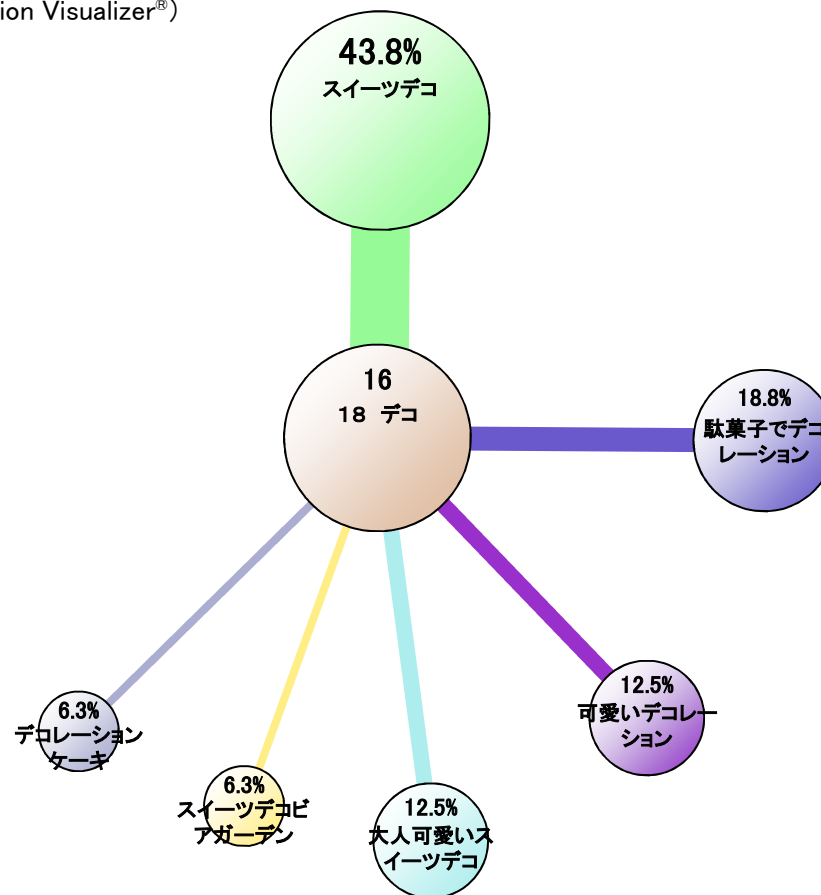 ion Visualizer®)
43.8%
スイーツデコ
16
18 デコ
18.8%
駄菓子でデコ
レーション
12.5%
可愛いデコレー
ション
6.3%
デコレーション
ケーキ
6.3%
スイーツデコビ
アガーデン
12.5%
大人可愛いス
イーツデコ